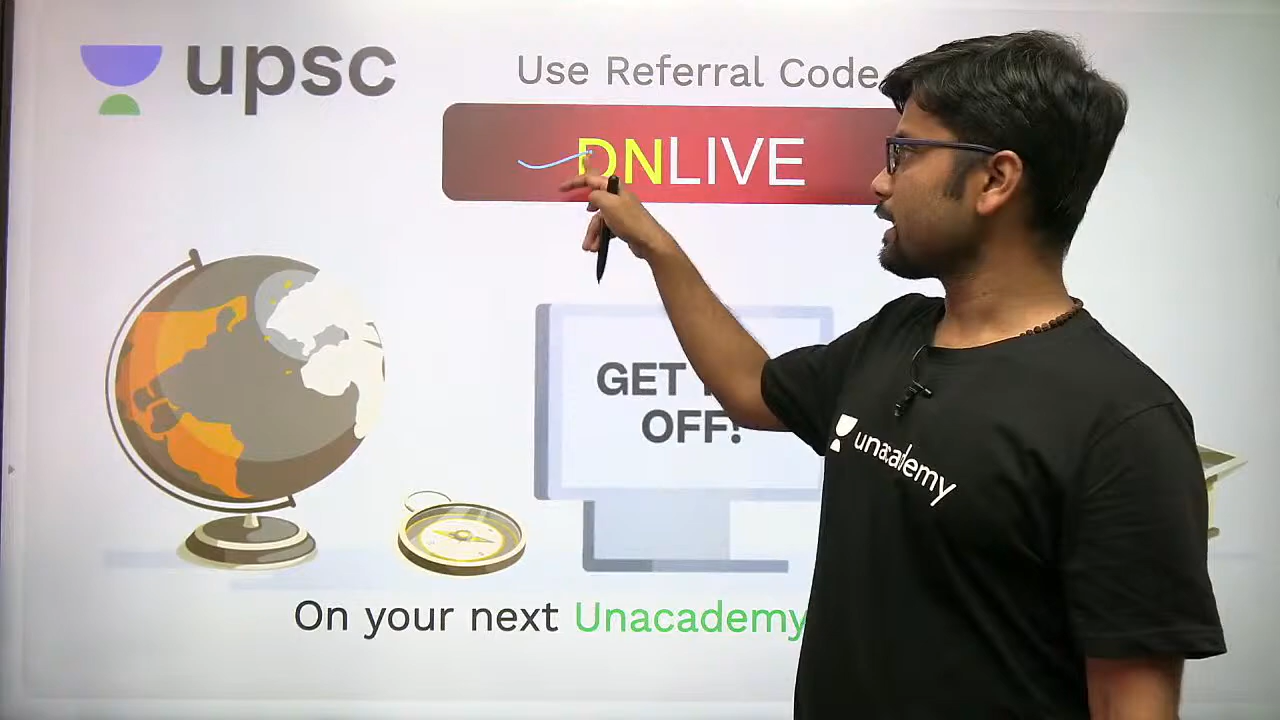 upsc
Use Referral Code
DNLIVE
GET
OFF!
On your next Unacademy
unacademy